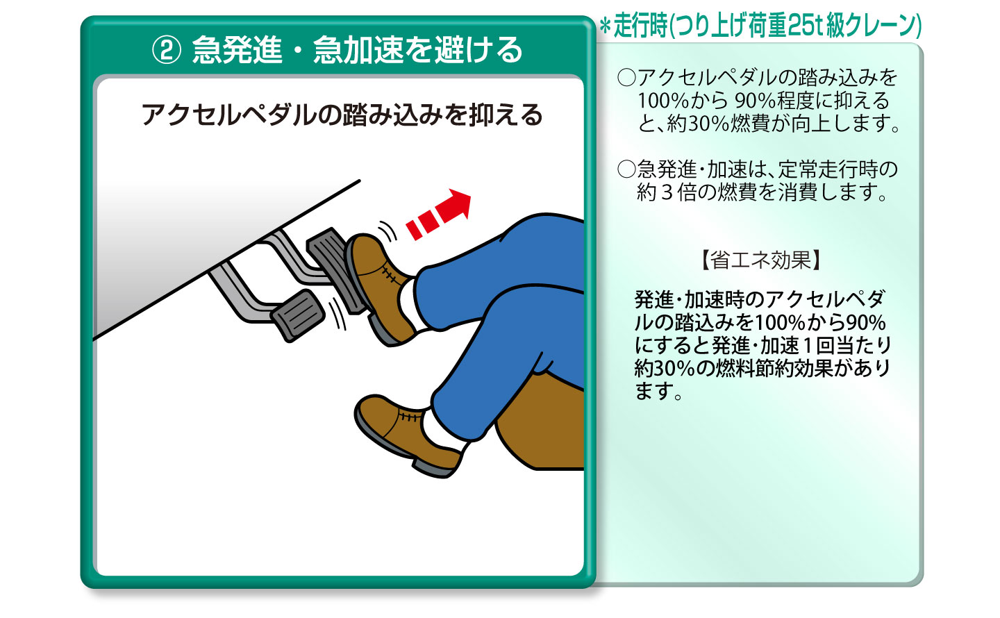 ② 急発進・急加速を避ける
アクセルペダルの踏み込みを抑える
＊走行時(つり上げ荷重25t級クレーン)
○アクセルペダルの踏み込みを
100%から 90%程度に抑える
と、約30%燃費が向上します。
○急発進・加速は、定常走行時の
約３倍の燃費を消費します。
【省エネ効果】
発進・加速時のアクセルペダ
ルの踏込みを100%から90%
にすると発進・加速１回当たり
約30%の燃料節約効果があり
ます。